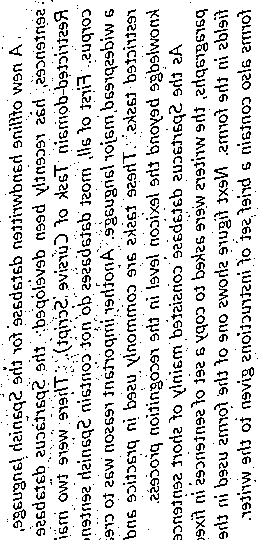 A new offline handwritten database for the Spanish language,
sentences, has recently been developed: the Spartacus database
Restricted-domain Task of Cursive Script). There were two mai
corpus. First of all, most databases do not contain Spanish senten
a widespread major language. Another important reason was to cre
restricted tasks. These tasks are commonly used in practice and
knowledge beyond the lexicon level in the recognition process.
As the Spartacus database consisted mainly of short sentence
paragraphs, the writers were asked to copy a set of sentences in fixe
fields in the forms. Next figure shows one of the forms used in the
forms also contain a brief set of instructions given to the writer.